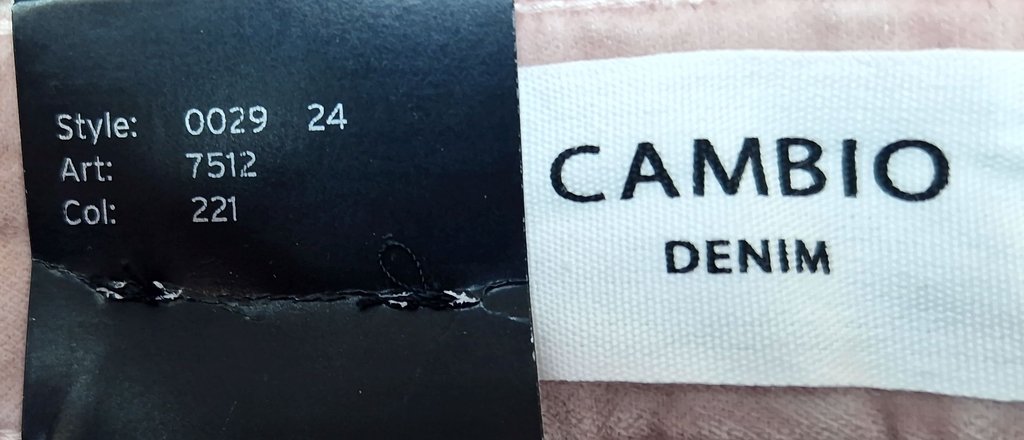 Style: 0029 24
Art: 7512
Col: 221
CAMBIO
DENIM